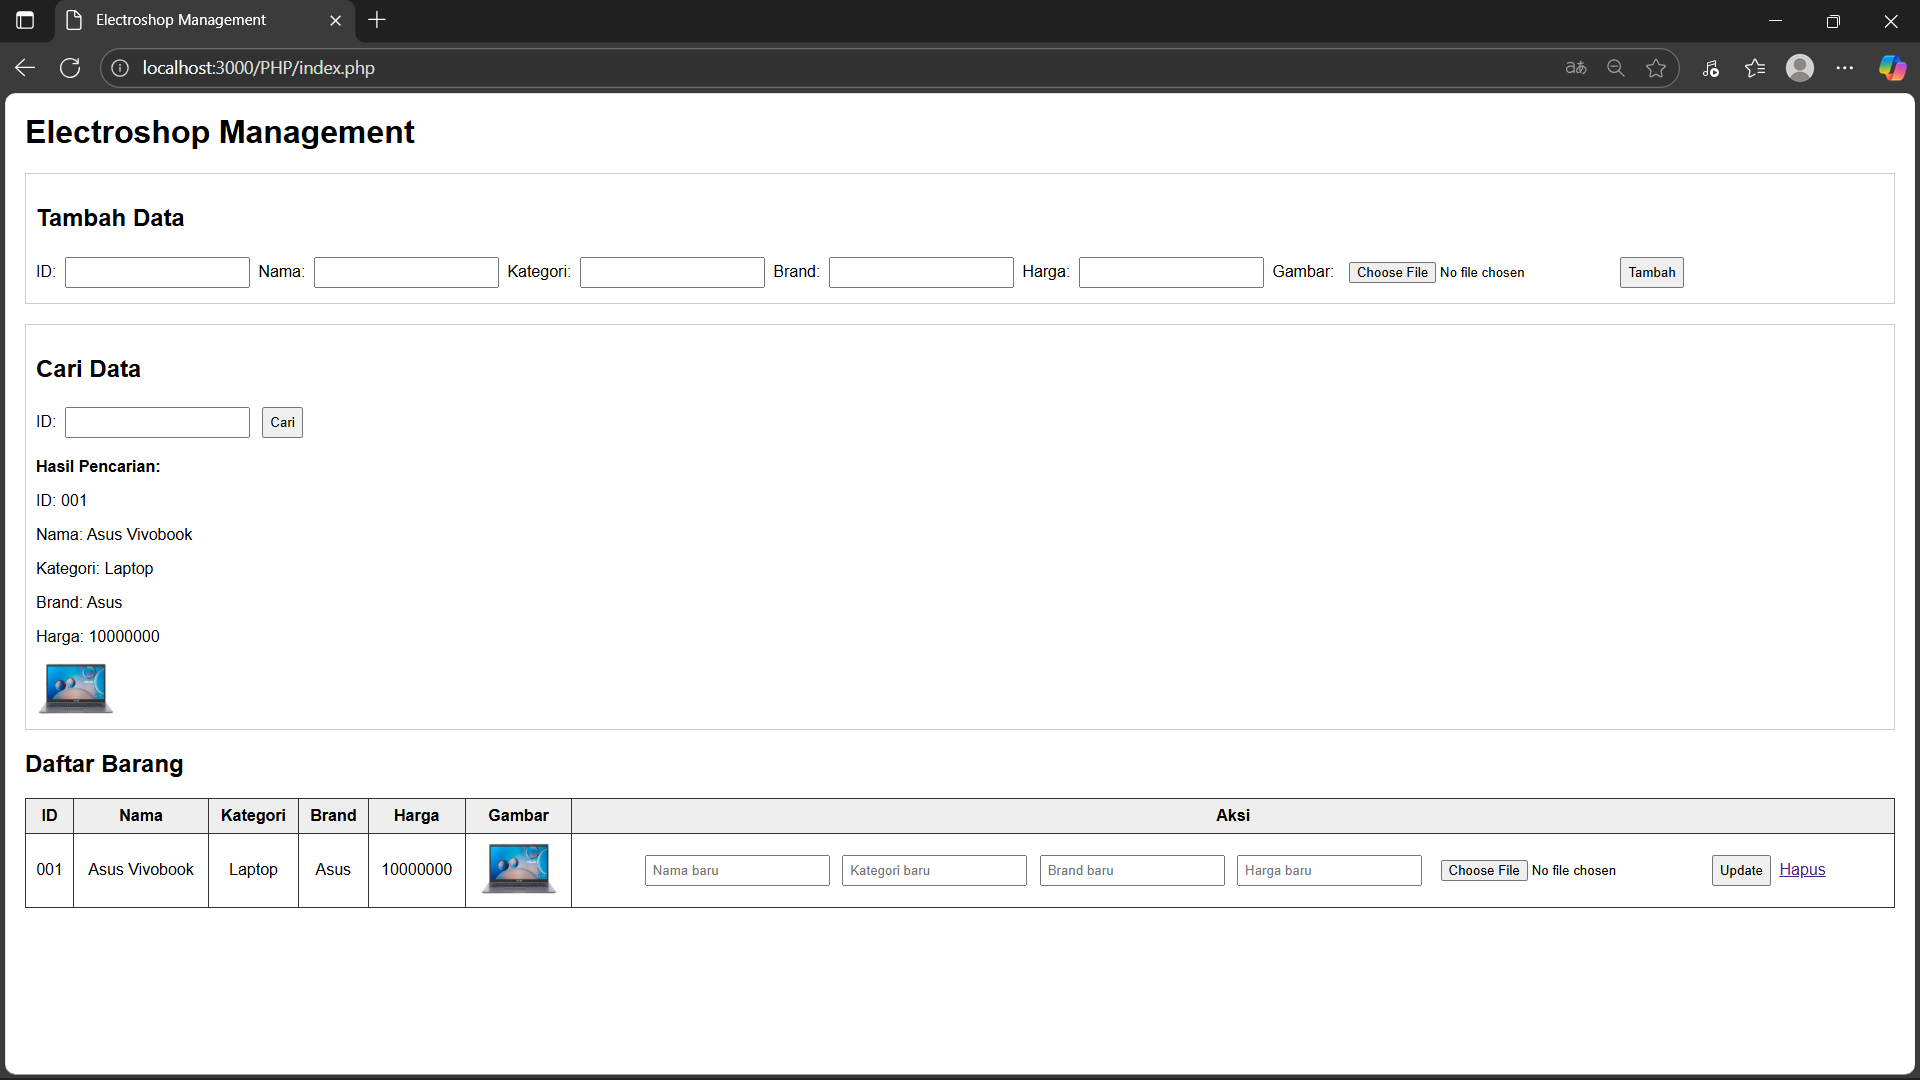 Electroshop Management
localhost:3000/PHP/index.php
aあ
Electroshop Management
Tambah Data
ID: Nama: Kategori: Brand: Harga: Gambar: Choose File No file chosen Tambah
Cari Data
ID: Cari
Hasil Pencarian:
ID: 001
Nama: Asus Vivobook
Kategori: Laptop
Brand: Asus
Harga: 10000000
Daftar Barang
ID Nama Kategori Brand Harga Gambar Aksi
001 Asus Vivobook Laptop Asus 10000000 Nama baru Kategori baru Brand baru Harga baru Choose File No file chosen Update Hapus